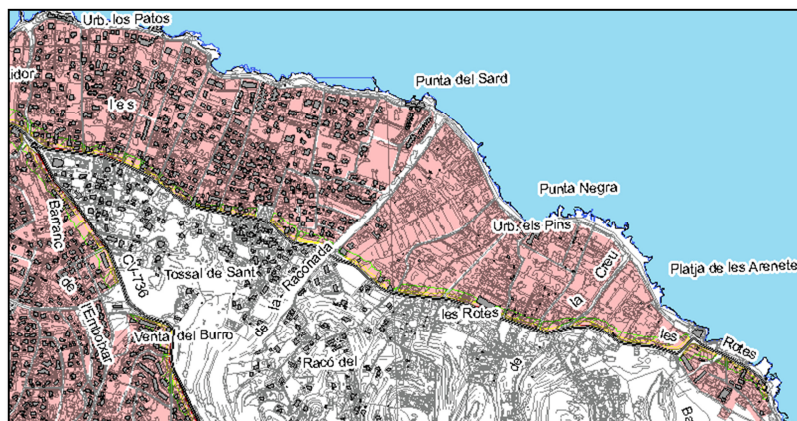 Urb. los Patos
Punta del Sard
les
Punta Negra
Urb. els Pins
Platja de les Arenete
la Creu
Barranc de l'Emboixar
CV-736
Tossal de Sant
de la Raconada
les Rotes
les Rotes
Venta del Burro
Racó del
de
Ba